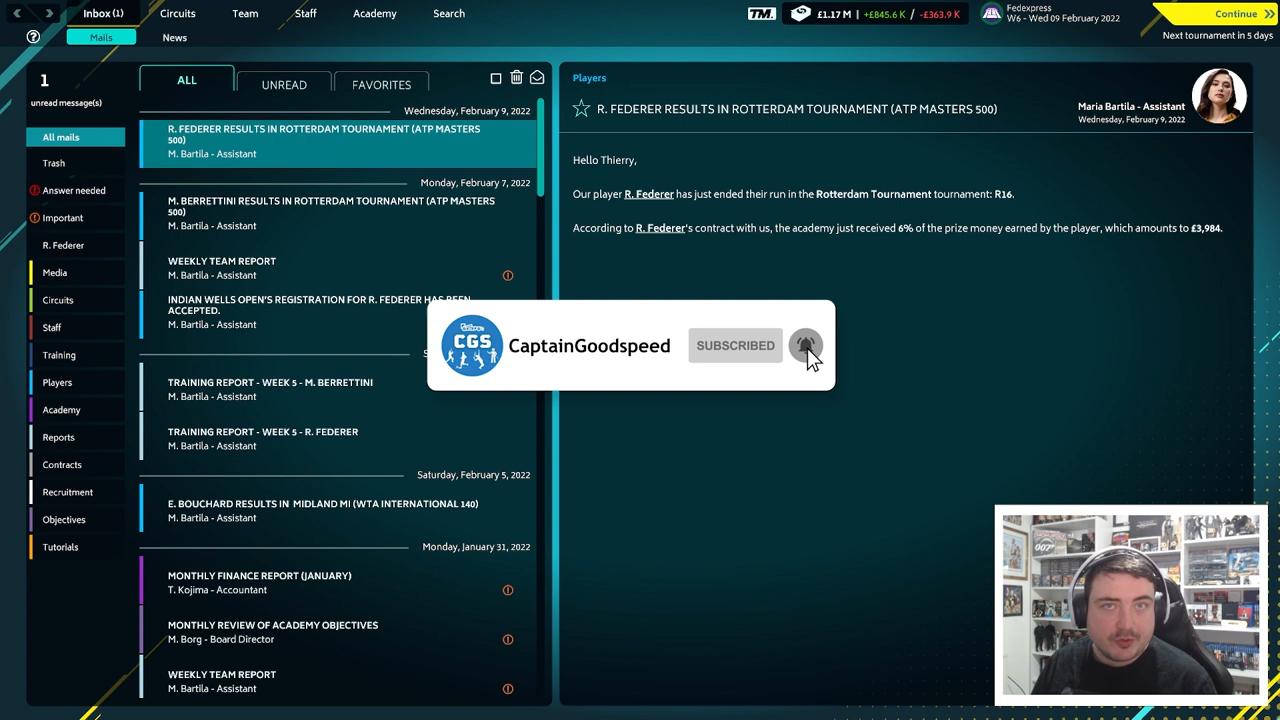 Inbox (1)
Circuits
Team
Staff
Academy
Search
TM.
£1.17 M | +£845.6 K / -£363.9 K
Fedexpress
W6 - Wed 09 February 2022
Continue
Next tournament in 5 days
?
Mails
News
1
unread message(s)
All mails
Trash
Answer needed
Important
R. Federer
Media
Circuits
Staff
Training
Players
Academy
Reports
Contracts
Recruitment
Objectives
Tutorials
ALL
UNREAD
FAVORITES
Wednesday, February 9, 2022
R. FEDERER RESULTS IN ROTTERDAM TOURNAMENT (ATP MASTERS
500)
M. Bartila - Assistant
Monday, February 7, 2022
M. BERRETTINI RESULTS IN ROTTERDAM TOURNAMENT (ATP MASTERS
500)
M. Bartila - Assistant
WEEKLY TEAM REPORT
M. Bartila - Assistant
INDIAN WELLS OPEN'S REGISTRATION FOR R. FEDERER HAS BEEN
ACCEPTED.
M. Bartila - Assistant
TRAINING REPORT - WEEK 5 - M. BERRETTINI
M. Bartila - Assistant
TRAINING REPORT - WEEK 5 - R. FEDERER
M. Bartila - Assistant
Saturday, February 5, 2022
E. BOUCHARD RESULTS IN MIDLAND MI (WTA INTERNATIONAL 140)
M. Bartila - Assistant
Monday, January 31, 2022
MONTHLY FINANCE REPORT (JANUARY)
T. Kojima - Accountant
MONTHLY REVIEW OF ACADEMY OBJECTIVES
M. Borg - Board Director
WEEKLY TEAM REPORT
M. Bartila - Assistant
Players
R. FEDERER RESULTS IN ROTTERDAM TOURNAMENT (ATP MASTERS 500)
Maria Bartila - Assistant
Wednesday, February 9, 2022
Hello Thierry,
Our player R. Federer has just ended their run in the Rotterdam Tournament tournament: R16.
According to R. Federer's contract with us, the academy just received 6% of the prize money earned by the player, which amounts to £3,984.
CGS
CaptainGoodspeed
SUBSCRIBED
007